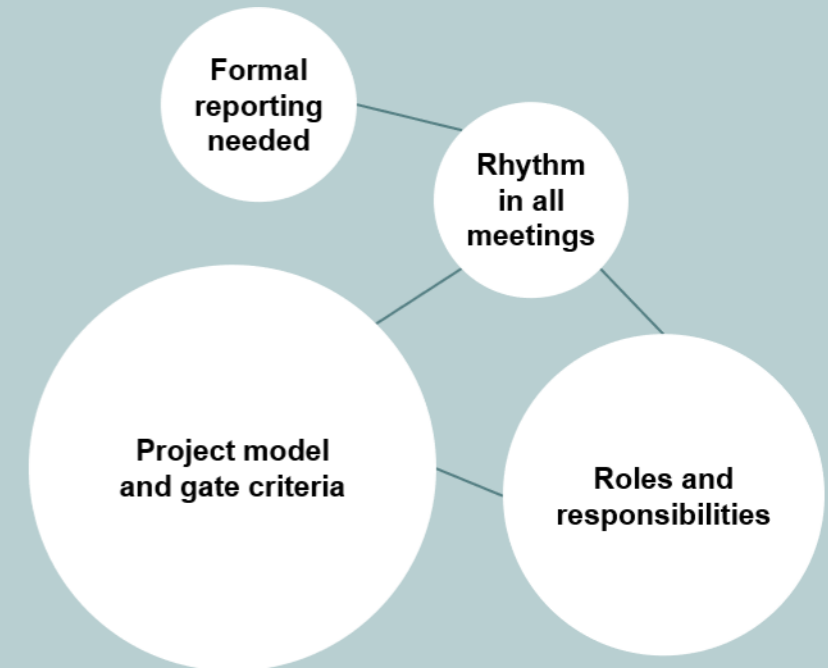 Formal
reporting
needed
Rhythm
in all
meetings
Project model
and gate criteria
Roles and
responsibilities